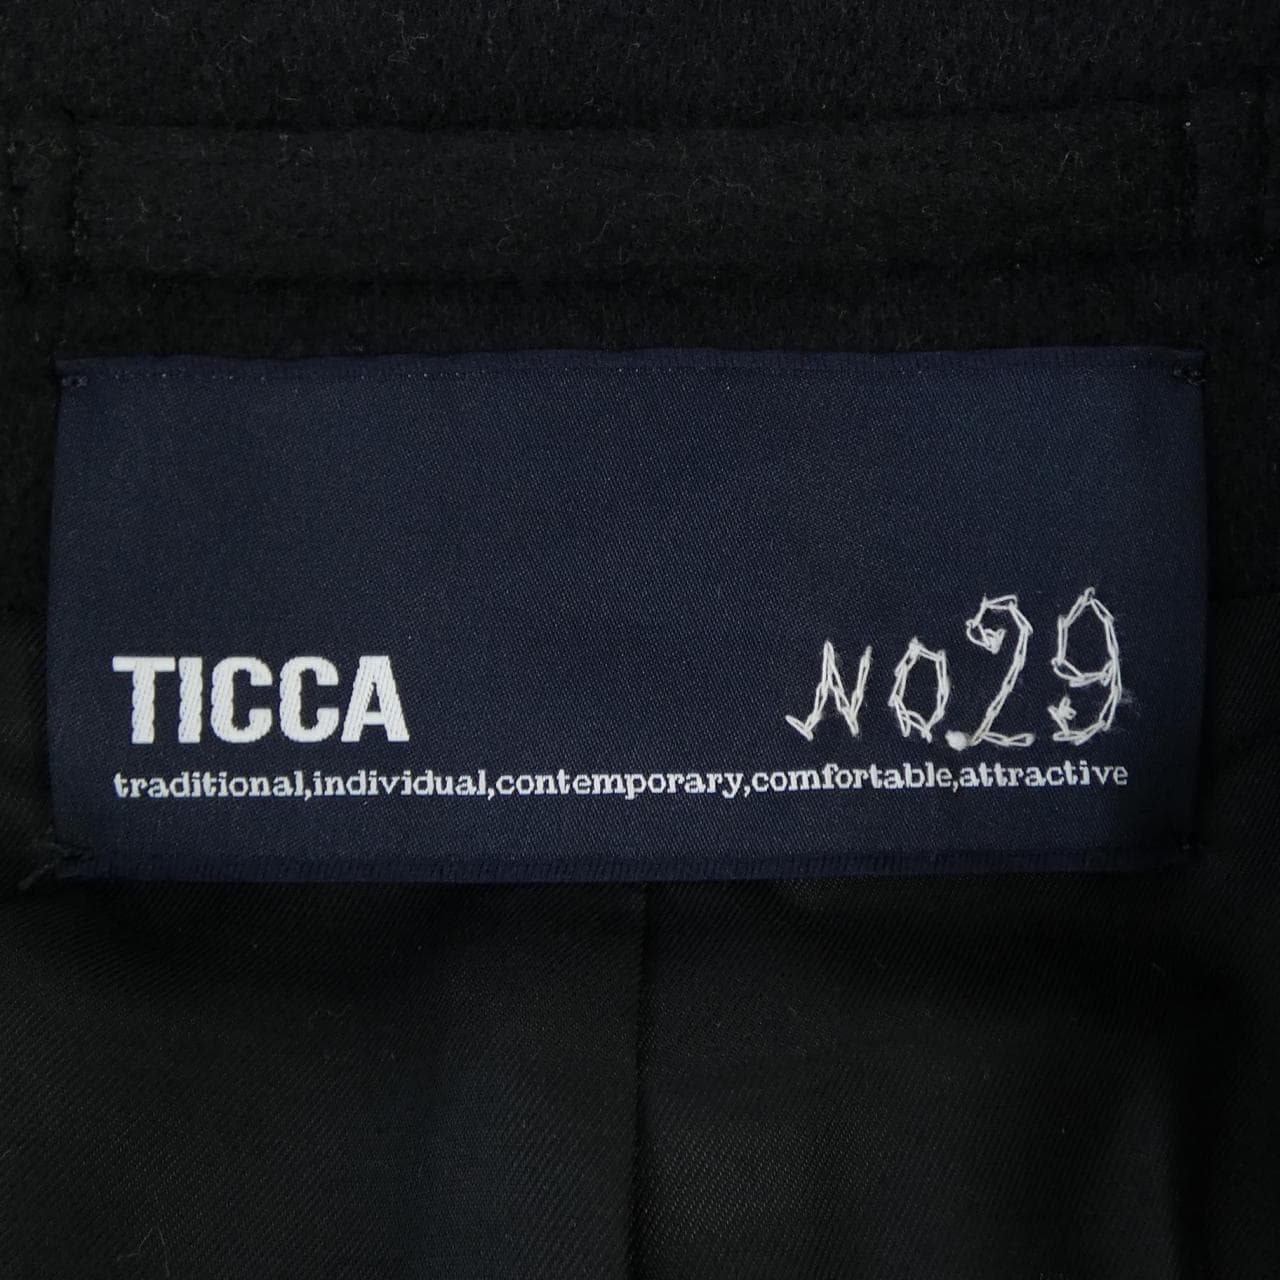 TICCA NO.29
traditional,individual,contemporary,comfortable,attractive